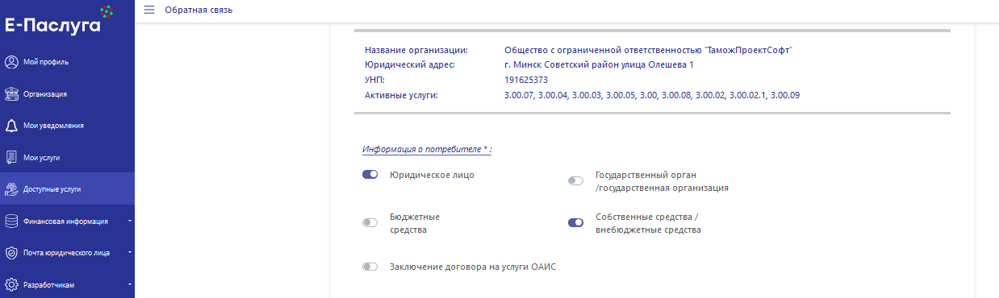 Е-Паслуга
Обратная связь
Мой профиль
Организация
Мои уведомления
Мои услуги
Доступные услуги
Финансовая информация
Почта юридического лица
Разработчикам
Название организации: Общество с ограниченной ответственностью "ТаможПроектСофт"
Юридический адрес: г. Минск Советский район улица Олешева 1
УНП: 191625373
Активные услуги: 3.00.07, 3.00.04, 3.00.03, 3.00.05, 3.00, 3.00.08, 3.00.02, 3.00.02.1, 3.00.09
Информация о потребителе * :
Юридическое лицо
Государственный орган
/государственная организация
Бюджетные
средства
Собственные средства /
внебюджетные средства
Заключение договора на услуги ОАИС